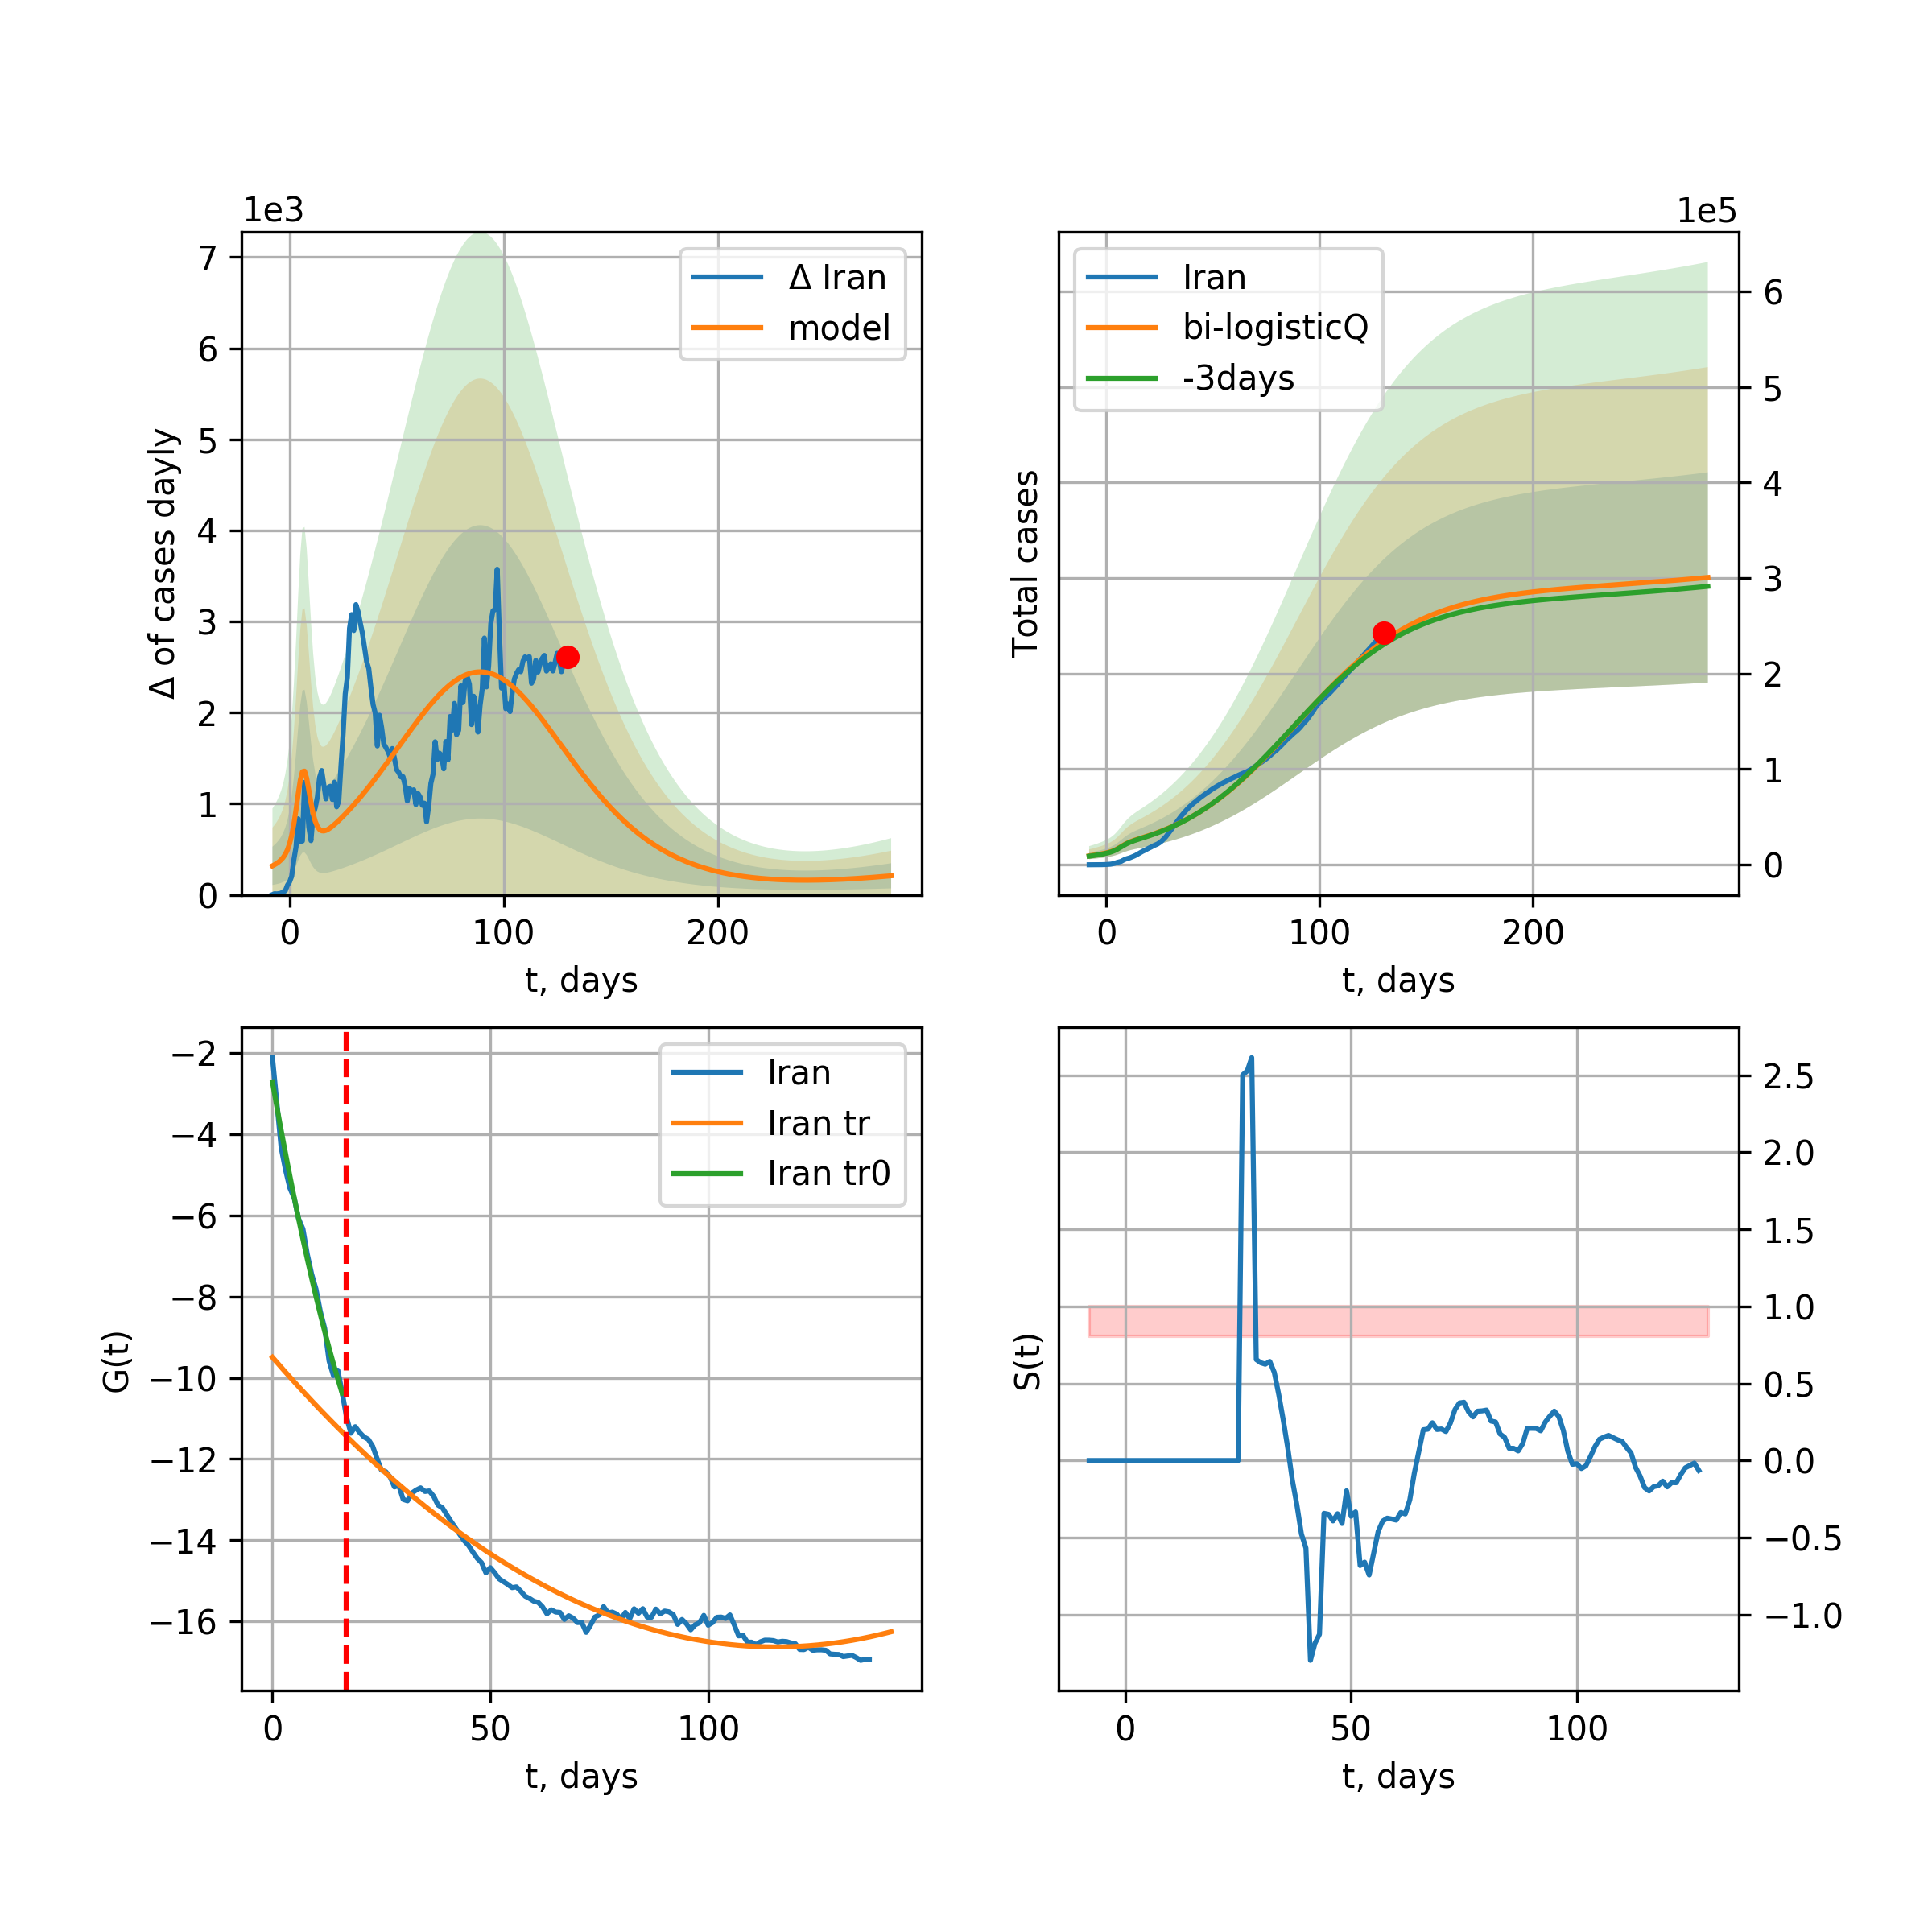 1e3
7
6
5
4
3
2
1
0
Δ of cases dayly
Δ Iran
model
0 100 200
t, days
1e5
Total cases
Iran
bi-logisticQ
-3days
6
5
4
3
2
1
0
0 100 200
t, days
−2
−4
−6
−8
−10
−12
−14
−16
G(t)
Iran
Iran tr
Iran tr0
0 50 100
t, days
S(t)
2.5
2.0
1.5
1.0
0.5
0.0
−0.5
−1.0
0 50 100
t, days